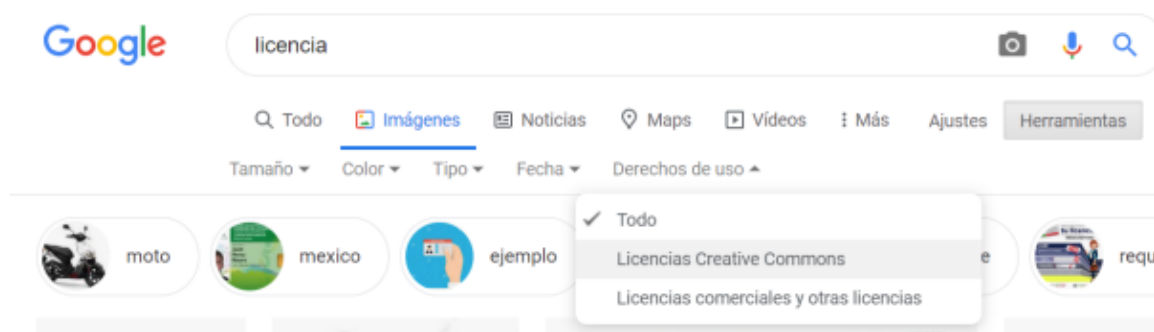 Google
licencia
Todo Imágenes Noticias Maps Vídeos Más Ajustes Herramientas
Tamaño Color Tipo Fecha Derechos de uso
Todo
moto mexico ejemplo Licencias Creative Commons e requ
Licencias comerciales y otras licencias